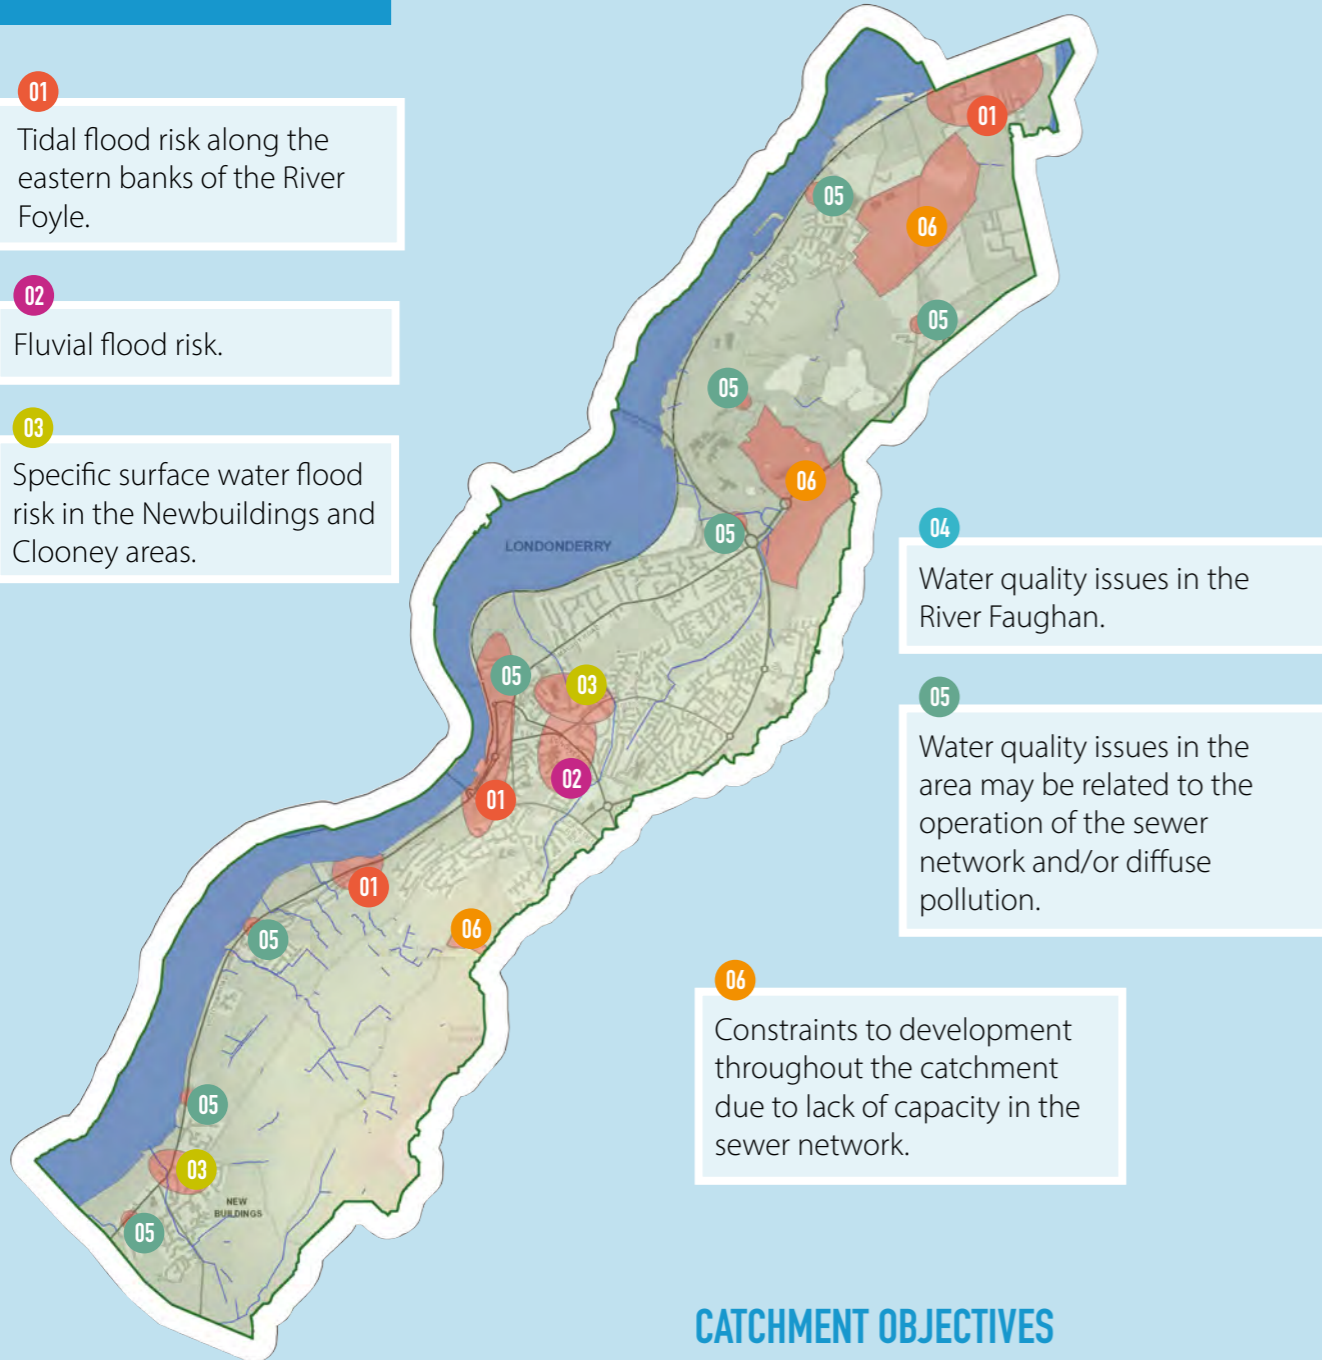 01
Tidal flood risk along the
eastern banks of the River
Foyle.
02
Fluvial flood risk.
03
Specific surface water flood
risk in the Newbuildings and
Clooney areas.
01
05
06
05
05
06
05
LONDONDERRY
05
03
02
01
01
06
05
05
03
NEW
BUILDINGS
05
04
Water quality issues in the
River Faughan.
05
Water quality issues in the
area may be related to the
operation of the sewer
network and/or diffuse
pollution.
06
Constraints to development
throughout the catchment
due to lack of capacity in the
sewer network.
CATCHMENT OBJECTIVES